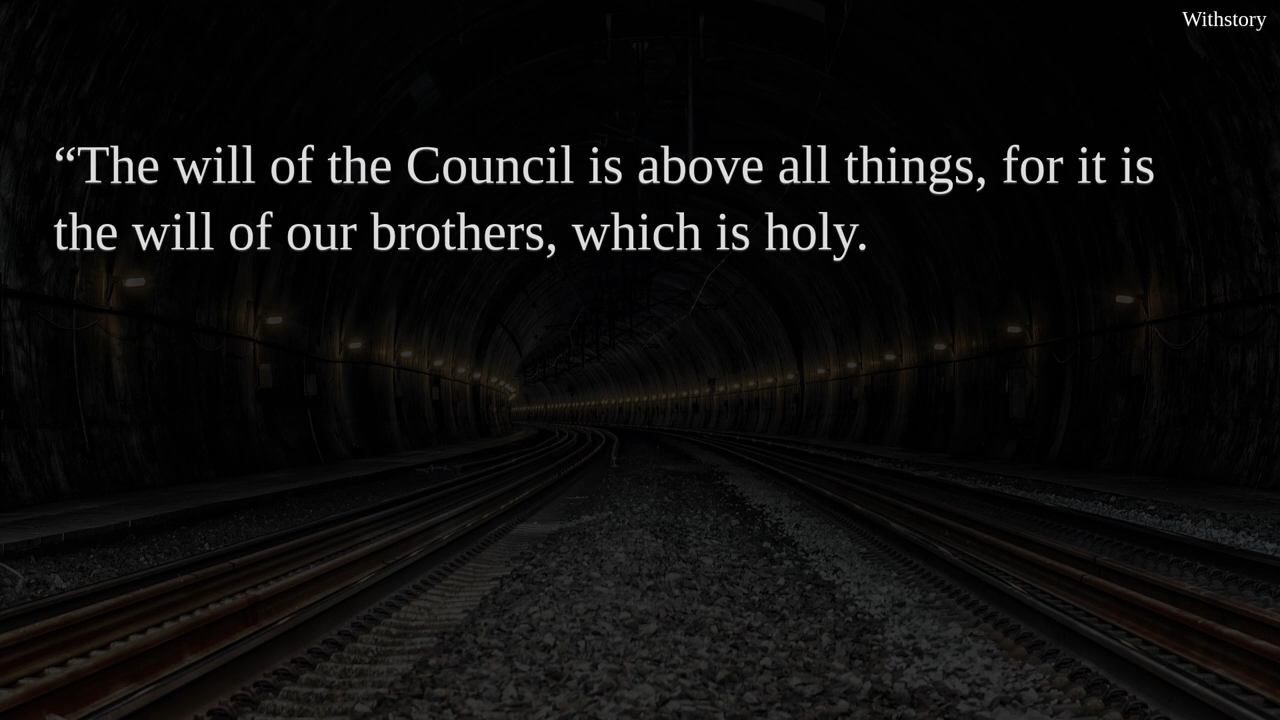 Withstory
“The will of the Council is above all things, for it is
the will of our brothers, which is holy.